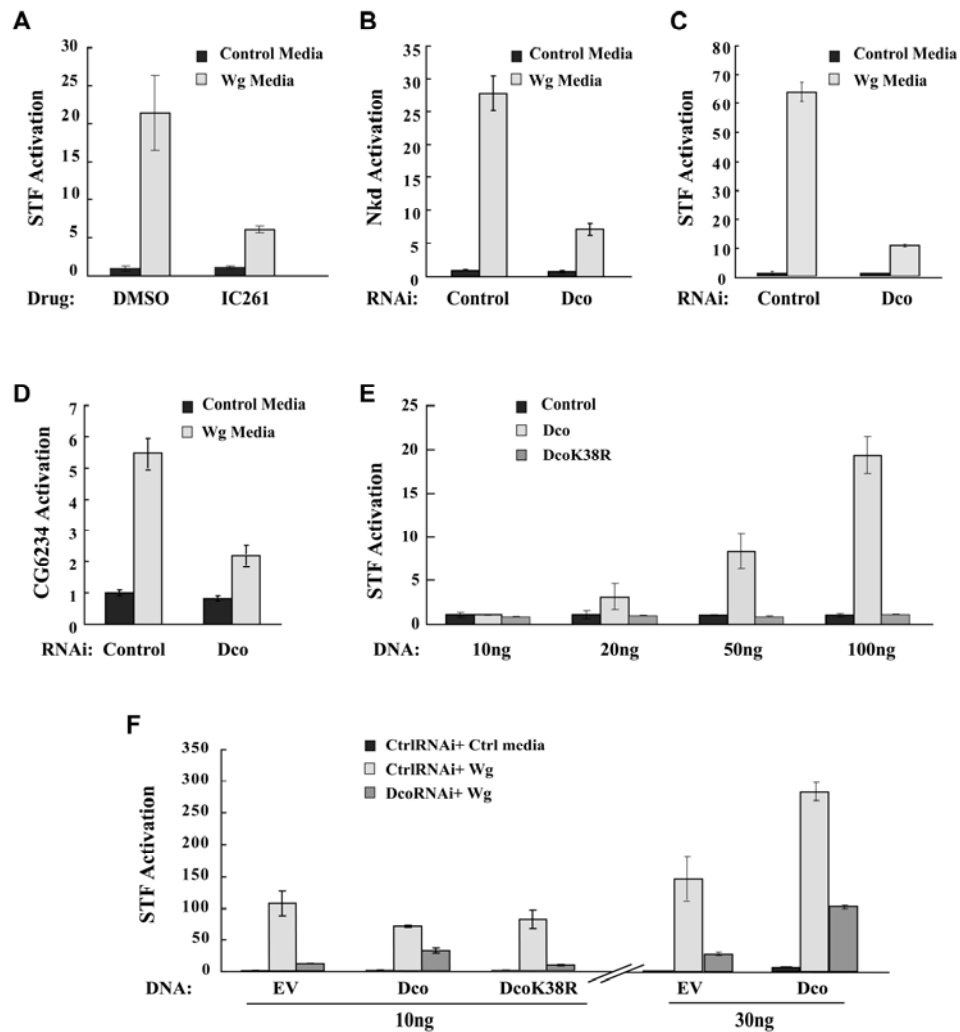 A
STF Activation
30
25
20
15
10
5
0
Control Media
Wg Media
Drug: DMSO IC261
B
Nkd Activation
35
30
25
20
15
10
5
0
Control Media
Wg Media
RNAi: Control Dco
C
STF Activation
80
70
60
50
40
30
20
10
0
Control Media
Wg Media
RNAi: Control Dco
D
CG6234 Activation
7
6
5
4
3
2
1
0
Control Media
Wg Media
RNAi: Control Dco
E
STF Activation
25
20
15
10
5
0
Control
Dco
DcoK38R
DNA: 10ng 20ng 50ng 100ng
F
STF Activation
350
300
250
200
150
100
50
0
CtrlRNAi+ Ctrl media
CtrlRNAi+ Wg
DcoRNAi+ Wg
DNA: EV Dco DcoK38R EV Dco
10ng 30ng